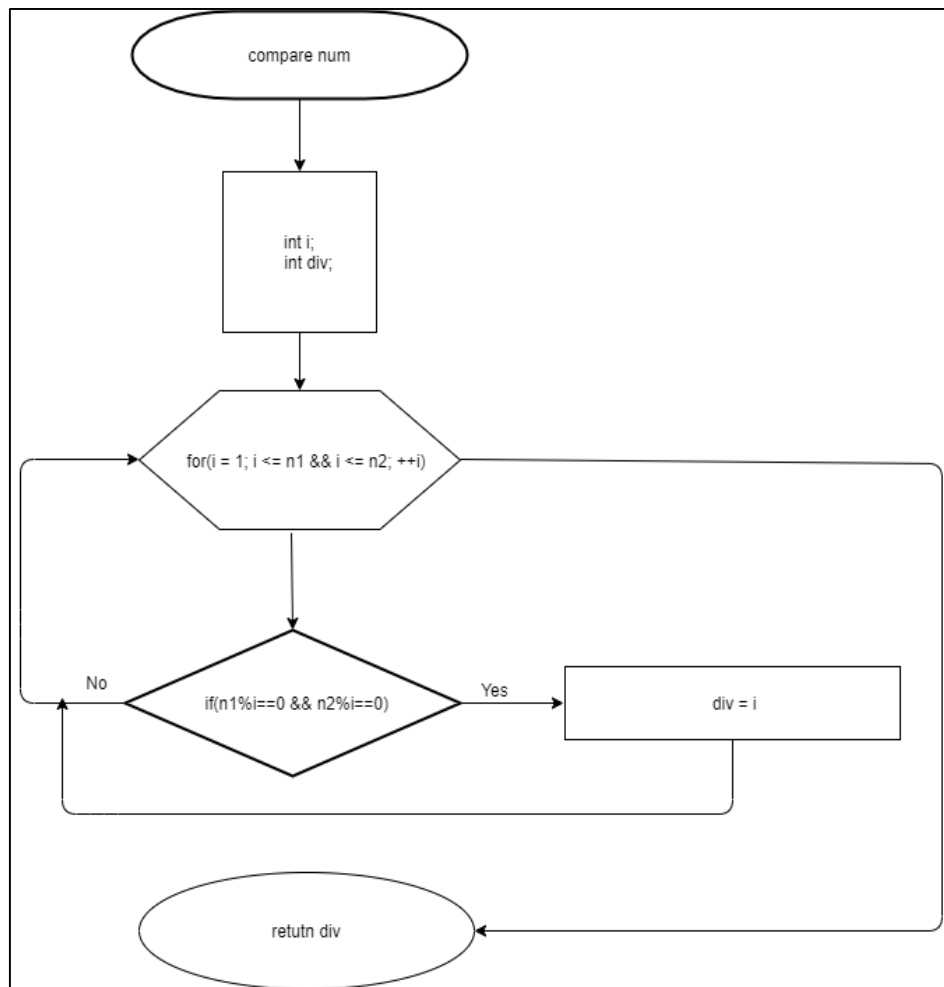 compare num
int i;
int div;
for(i = 1; i <= n1 && i <= n2; ++i)
No
if(n1%i==0 && n2%i==0)
Yes
div = i
retutn div